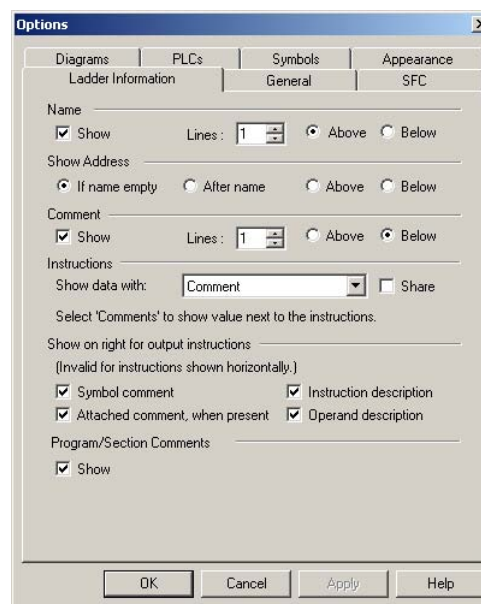 Options
Diagrams PLCs Symbols Appearance
Ladder Information General SFC
Name
Show Lines : 1 Above Below
Show Address
If name empty After name Above Below
Comment
Show Lines : 1 Above Below
Instructions
Show data with: Comment Share
Select 'Comments' to show value next to the instructions.
Show on right for output instructions
(Invalid for instructions shown horizontally.)
Symbol comment Instruction description
Attached comment, when present Operand description
Program/Section Comments
Show
OK Cancel Apply Help